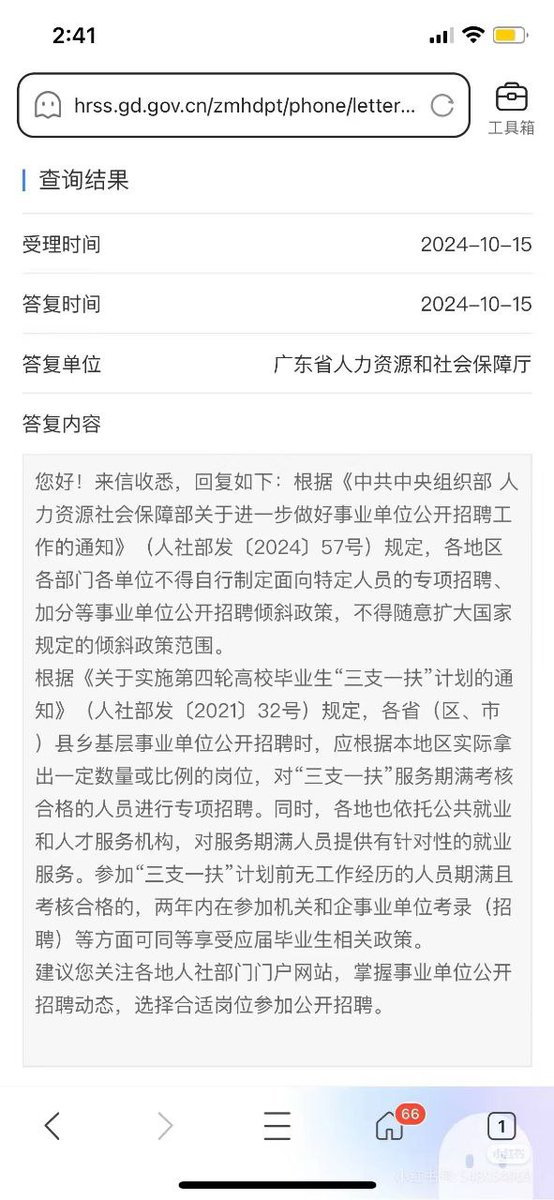 2:41
hrss.gd.gov.cn/zmhdpt/phone/letter...
工具箱
查询结果
受理时间 2024-10-15
答复时间 2024-10-15
答复单位 广东省人力资源和社会保障厅
答复内容
您好！来信收悉，回复如下：根据《中共中央组织部 人
力资源社会保障部关于进一步做好事业单位公开招聘工
作的通知》（人社部发〔2024〕57号）规定，各地区
各部门各单位不得自行制定面向特定人员的专项招聘、
加分等事业单位公开招聘倾斜政策，不得随意扩大国家
规定的倾斜政策范围。
根据《关于实施第四轮高校毕业生“三支一扶”计划的通
知》（人社部发〔2021〕32号）规定，各省（区、市
）县乡基层事业单位公开招聘时，应根据本地区实际拿
出一定数量或比例的岗位，对“三支一扶”服务期满考核
合格的人员进行专项招聘。同时，各地也依托公共就业
和人才服务机构，对服务期满人员提供有针对性的就业
服务。参加“三支一扶”计划前无工作经历的人员期满且
考核合格的，两年内在参加机关和企事业单位考录（招
聘）等方面可同等享受应届毕业生相关政策。
建议您关注各地人社部门门户网站，掌握事业单位公开
招聘动态，选择合适岗位参加公开招聘。
66
1
小红书